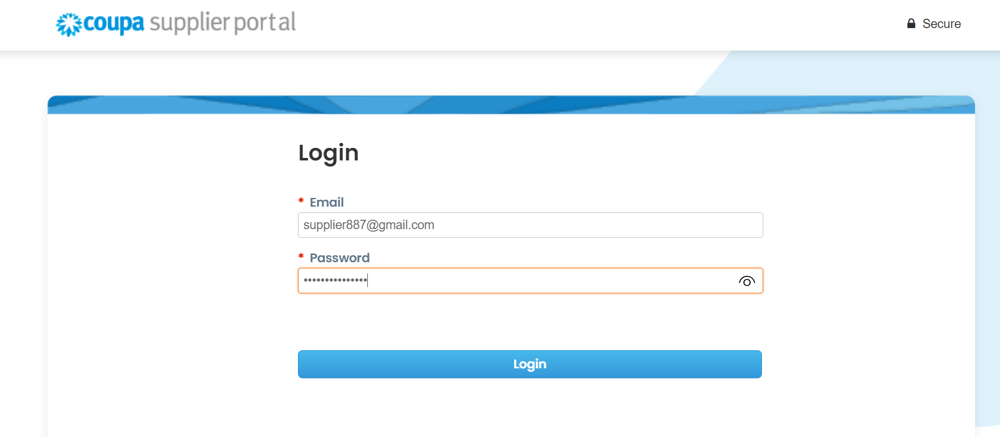 coupa supplier portal
Secure
Login
* Email
supplier887@gmail.com
* Password
•••••••••••••••
Login